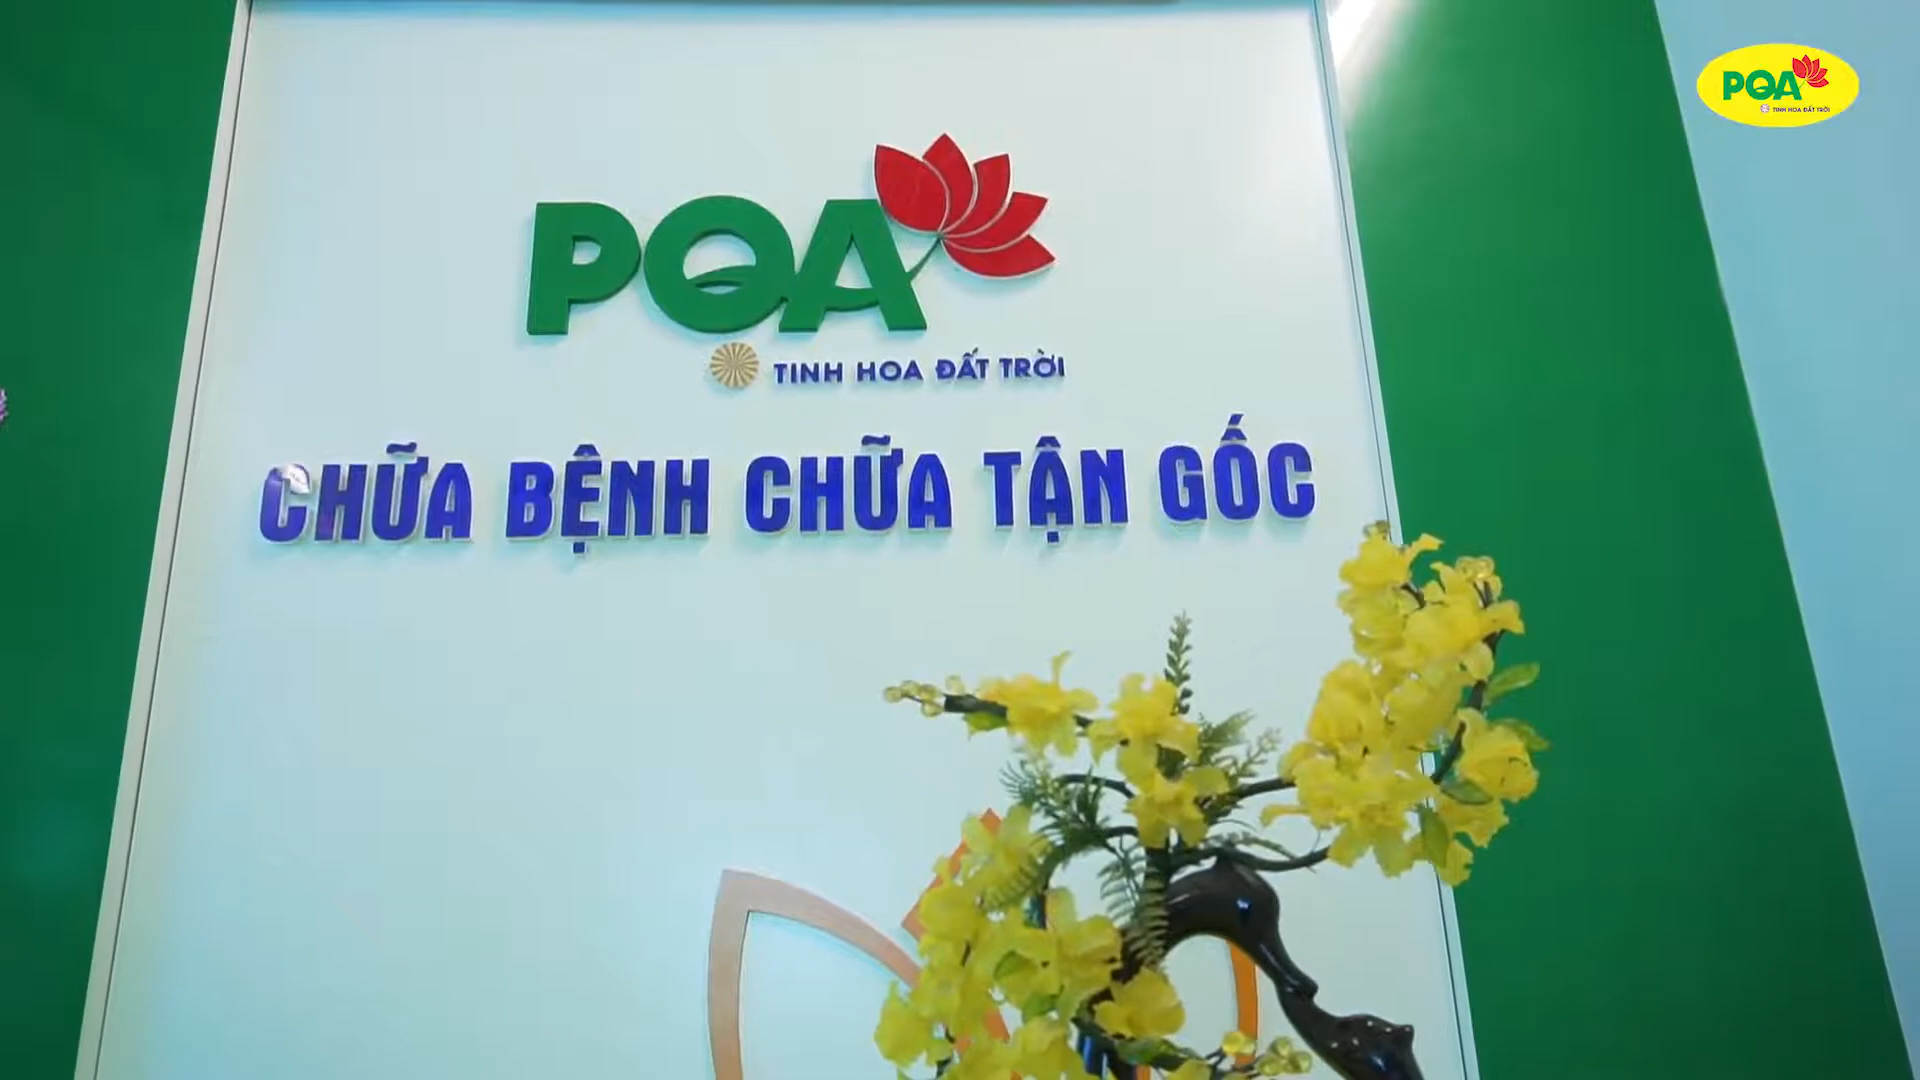 PQA
TINH HOA ĐẤT TRỜI
PQA
TINH HOA ĐẤT TRỜI
CHỮA BỆNH CHỮA TẬN GỐC